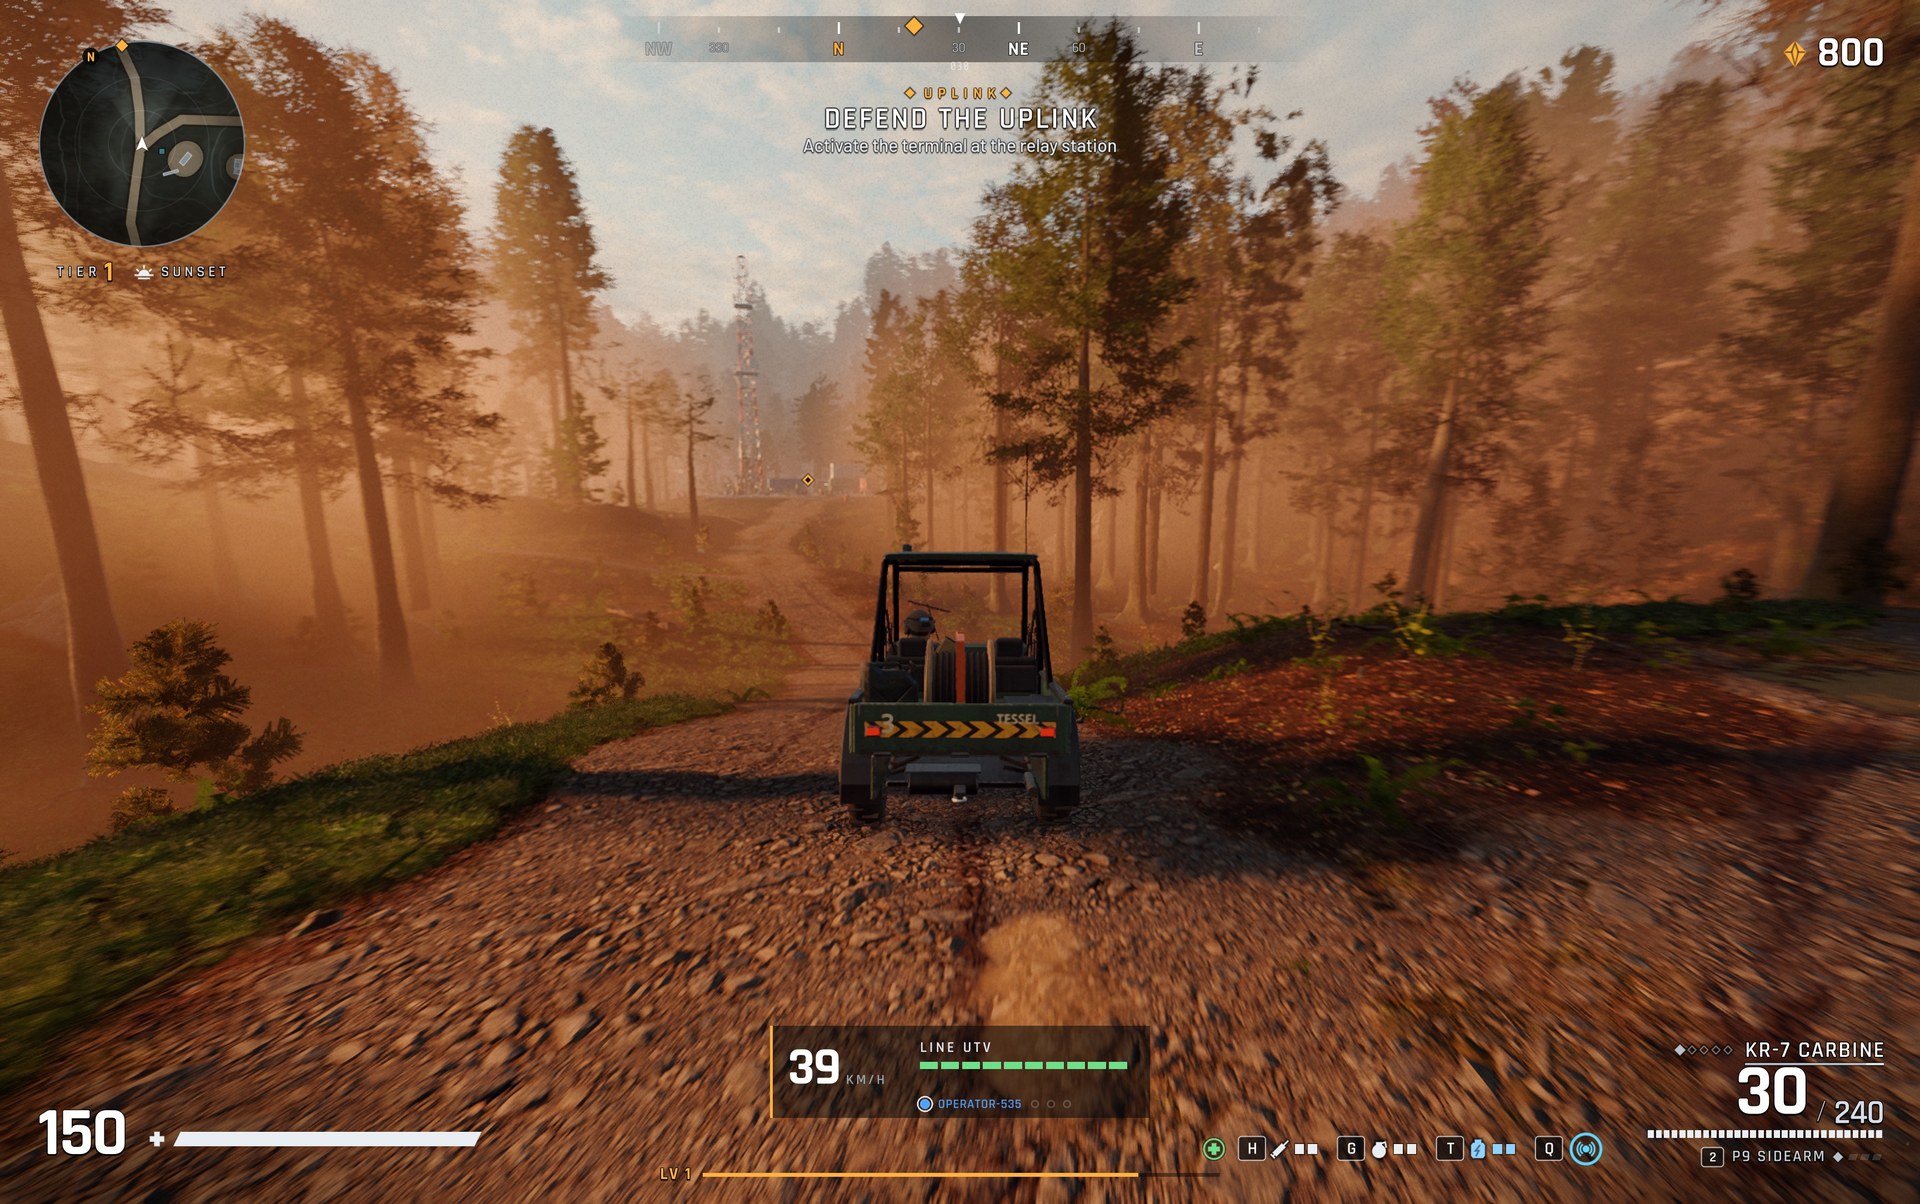 NW 330 N 30 NE 60 E
030
800
N
UPLINK
DEFEND THE UPLINK
Activate the terminal at the relay station
TIER 1 SUNSET
3 TESSEL
39 KM/H
LINE UTV
OPERATOR-535
KR-7 CARBINE
30 / 240
2 P9 SIDEARM
150
H G T Q
LV 1